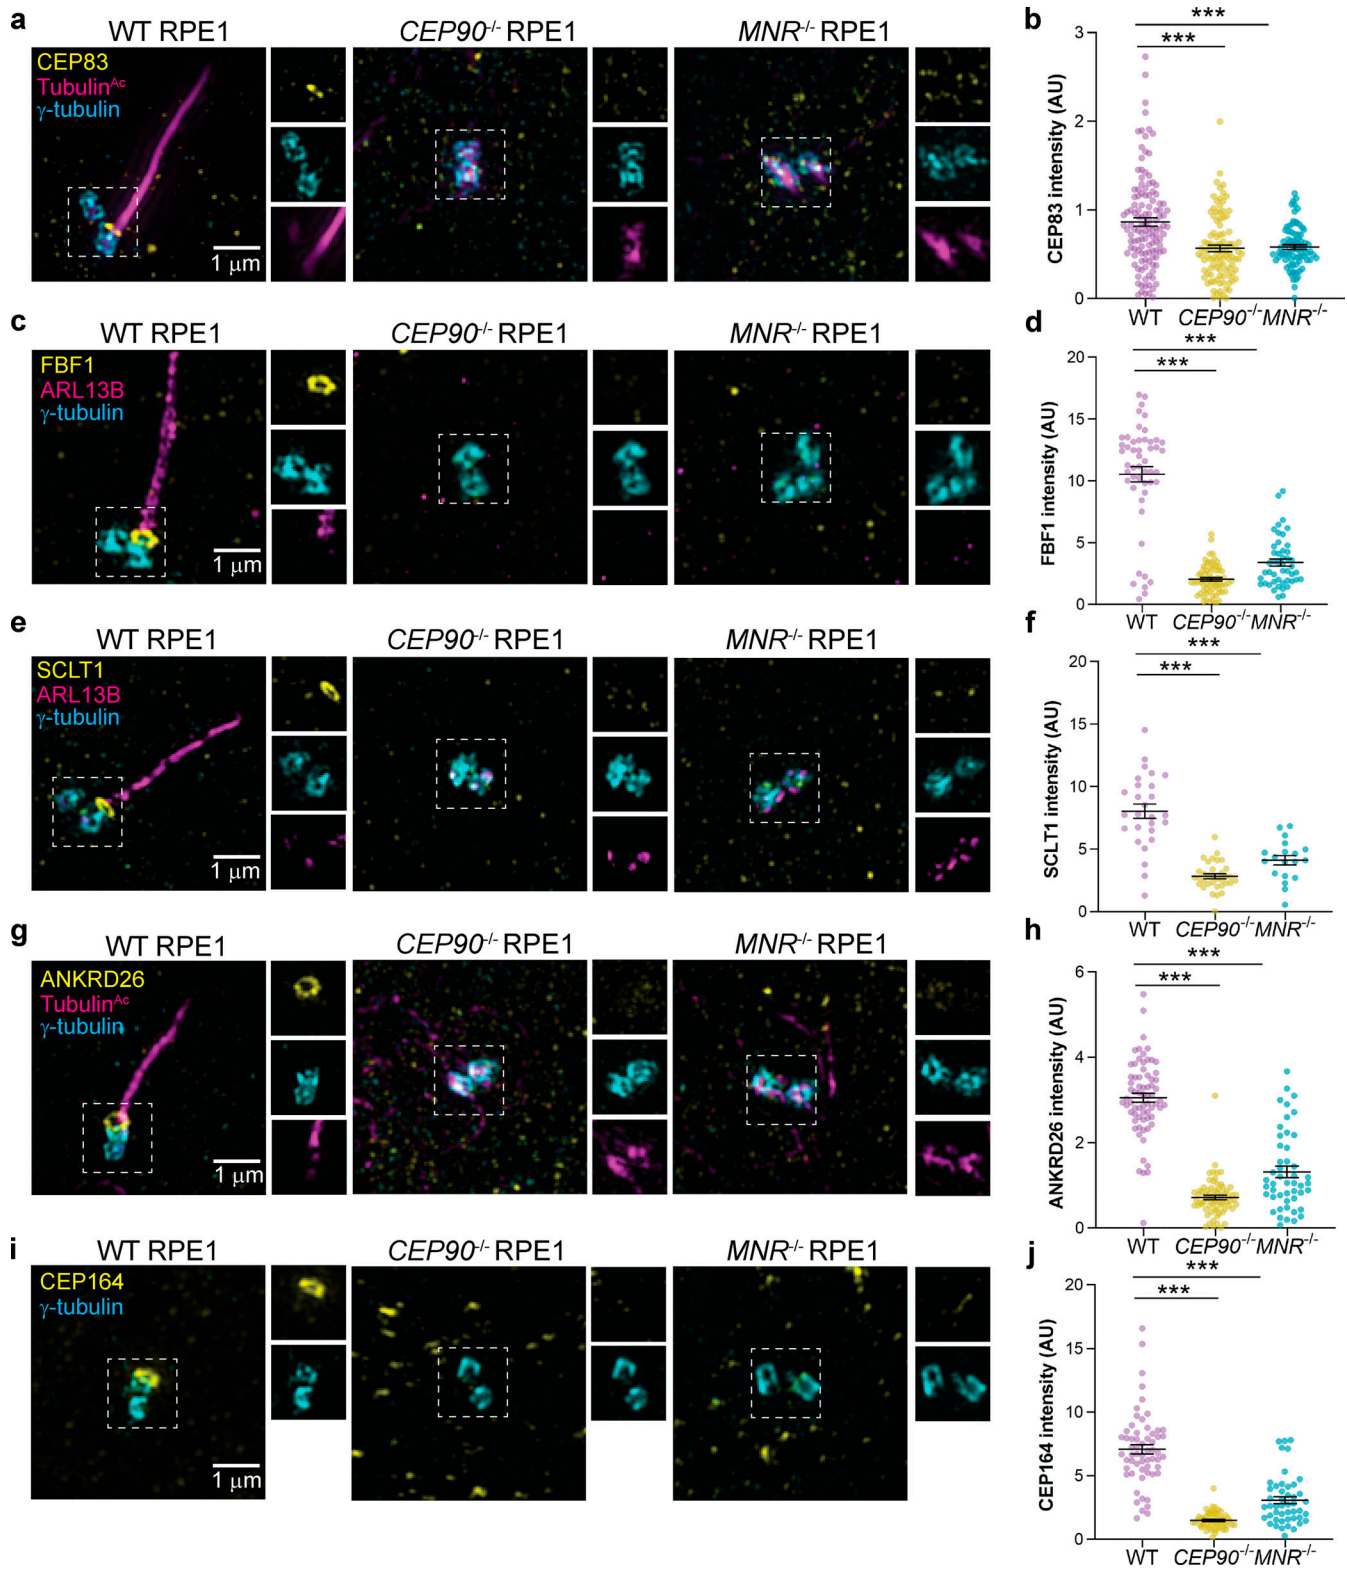 a
WT RPE1
CEP90-/- RPE1
MNR-/- RPE1
CEP83
TubulinAc
γ-tubulin
1 μm
b
***
***
CEP83 intensity (AU)
3
2
1
0
WT
CEP90-/-
MNR-/-
c
WT RPE1
CEP90-/- RPE1
MNR-/- RPE1
FBF1
ARL13B
γ-tubulin
1 μm
d
***
***
FBF1 intensity (AU)
20
15
10
5
0
WT
CEP90-/-
MNR-/-
e
WT RPE1
CEP90-/- RPE1
MNR-/- RPE1
SCLT1
ARL13B
γ-tubulin
1 μm
f
***
***
SCLT1 intensity (AU)
20
15
10
5
0
WT
CEP90-/-
MNR-/-
g
WT RPE1
CEP90-/- RPE1
MNR-/- RPE1
ANKRD26
TubulinAc
γ-tubulin
1 μm
h
***
***
ANKRD26 intensity (AU)
6
4
2
0
WT
CEP90-/-
MNR-/-
i
WT RPE1
CEP90-/- RPE1
MNR-/- RPE1
CEP164
γ-tubulin
1 μm
j
***
***
CEP164 intensity (AU)
20
15
10
5
0
WT
CEP90-/-
MNR-/-